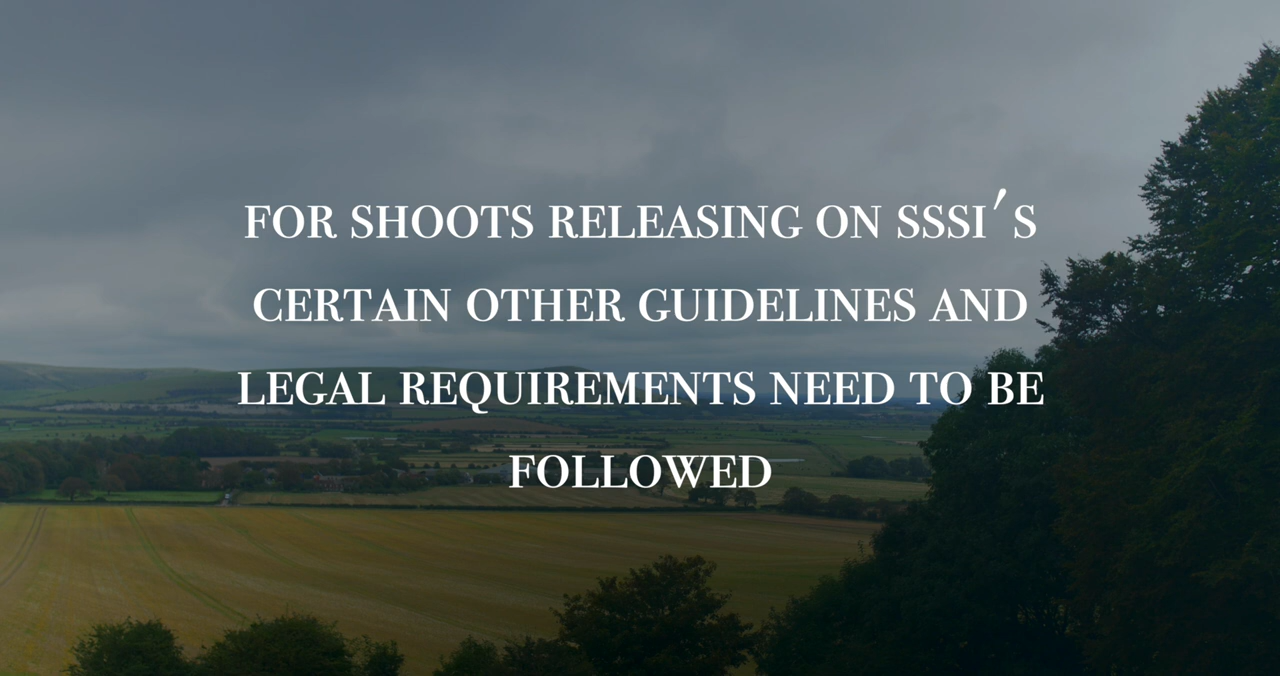 FOR SHOOTS RELEASING ON SSSI'S
CERTAIN OTHER GUIDELINES AND
LEGAL REQUIREMENTS NEED TO BE
FOLLOWED